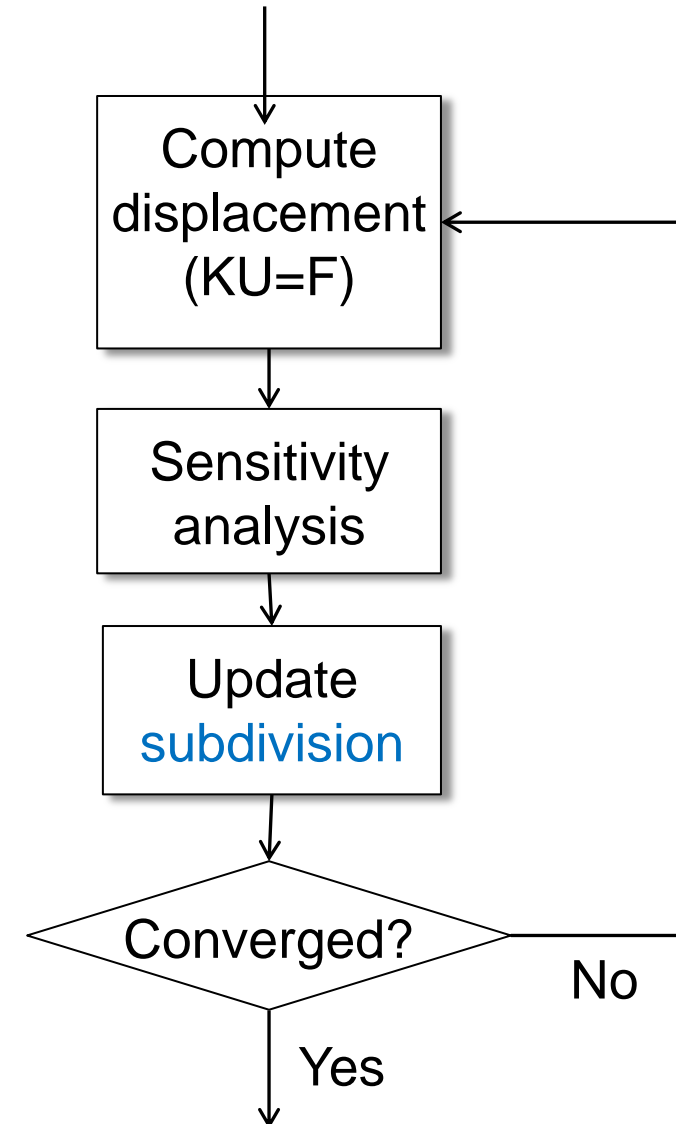 Compute
displacement
(KU=F)
Sensitivity
analysis
Update
subdivision
Converged?
No
Yes